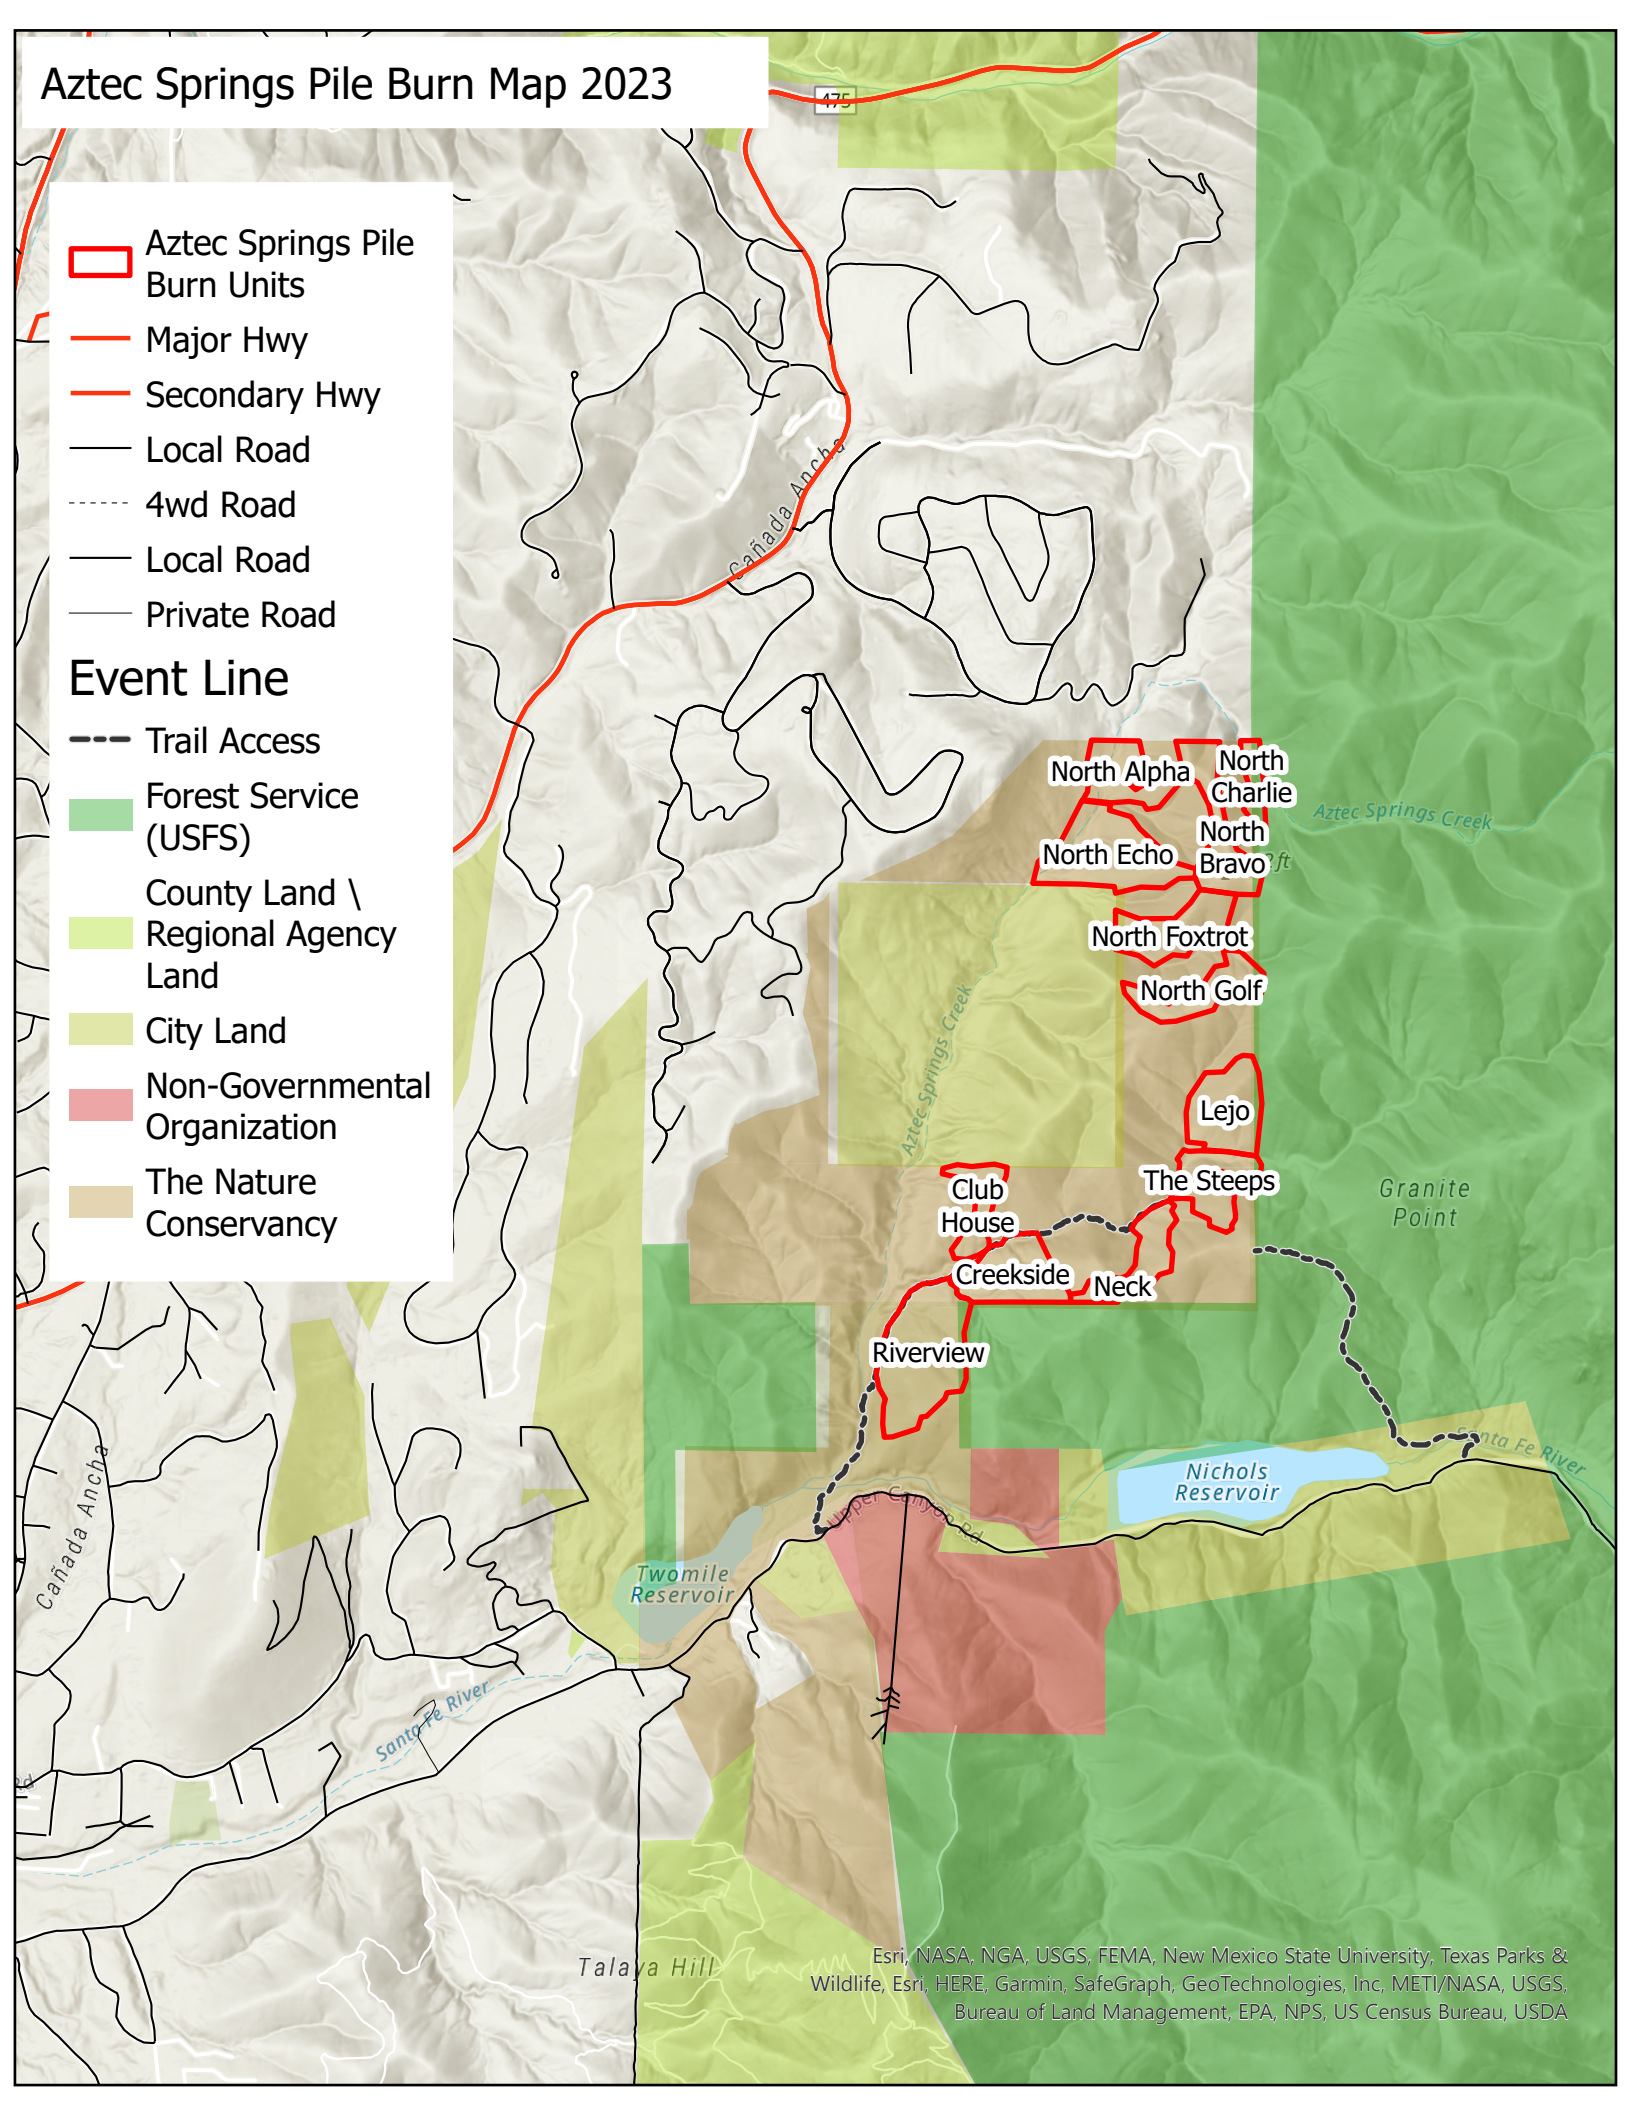 Aztec Springs Pile Burn Map 2023
475
Aztec Springs Pile
Burn Units
Major Hwy
Secondary Hwy
Local Road
4wd Road
Local Road
Private Road
Event Line
Trail Access
Forest Service
(USFS)
County Land \
Regional Agency
Land
City Land
Non-Governmental
Organization
The Nature
Conservancy
Cañada Ancha
North Alpha
North
Charlie
Aztec Springs Creek
North
Bravo
North Echo
ft
North Foxtrot
North Golf
Aztec Springs Creek
Lejo
The Steeps
Club
House
Granite
Point
Creekside
Neck
Riverview
Cañada Ancha
Santa Fe River
Nichols
Reservoir
Upper Canyon Rd
Twomile
Reservoir
Santa Fe River
Rd
Talaya Hill
Esri, NASA, NGA, USGS, FEMA, New Mexico State University, Texas Parks &
Wildlife, Esri, HERE, Garmin, SafeGraph, GeoTechnologies, Inc, METI/NASA, USGS,
Bureau of Land Management, EPA, NPS, US Census Bureau, USDA